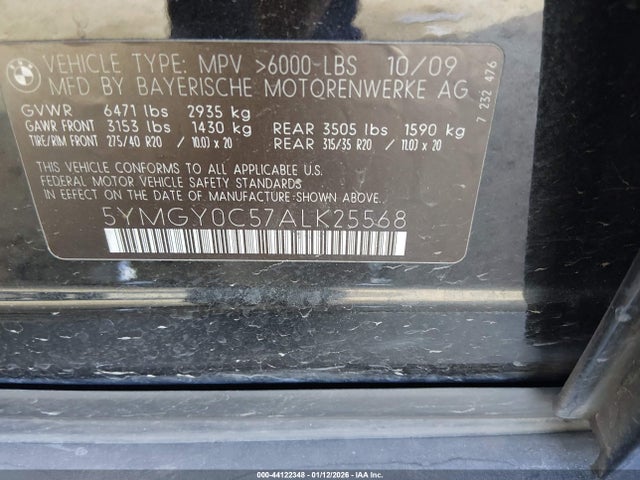 BMW
VEHICLE TYPE: MPV >6000 LBS 10/09
MFD BY BAYERISCHE MOTORENWERKE AG
GVWR 6471 lbs 2935 kg
GAWR FRONT 3153 lbs 1430 kg REAR 3505 lbs 1590 kg
TIRE/RIM FRONT 275/40 R20 / 10.0J x 20 REAR 315/35 R20 / 11.0J x 20
THIS VEHICLE CONFORMS TO ALL APPLICABLE U.S.
FEDERAL MOTOR VEHICLE SAFETY STANDARDS IN
EFFECT ON THE DATE OF MANUFACTURE SHOWN ABOVE.
5YMGY0C57ALK25568
7 232 476
000-44122348 - 01/12/2026 - IAA Inc.